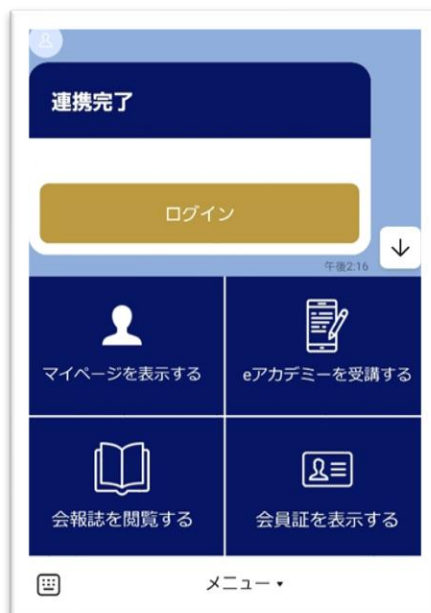 連携完了
ログイン
午後2:16
マイページを表示する
eアカデミーを受講する
会報誌を閲覧する
会員証を表示する
メニュー▾